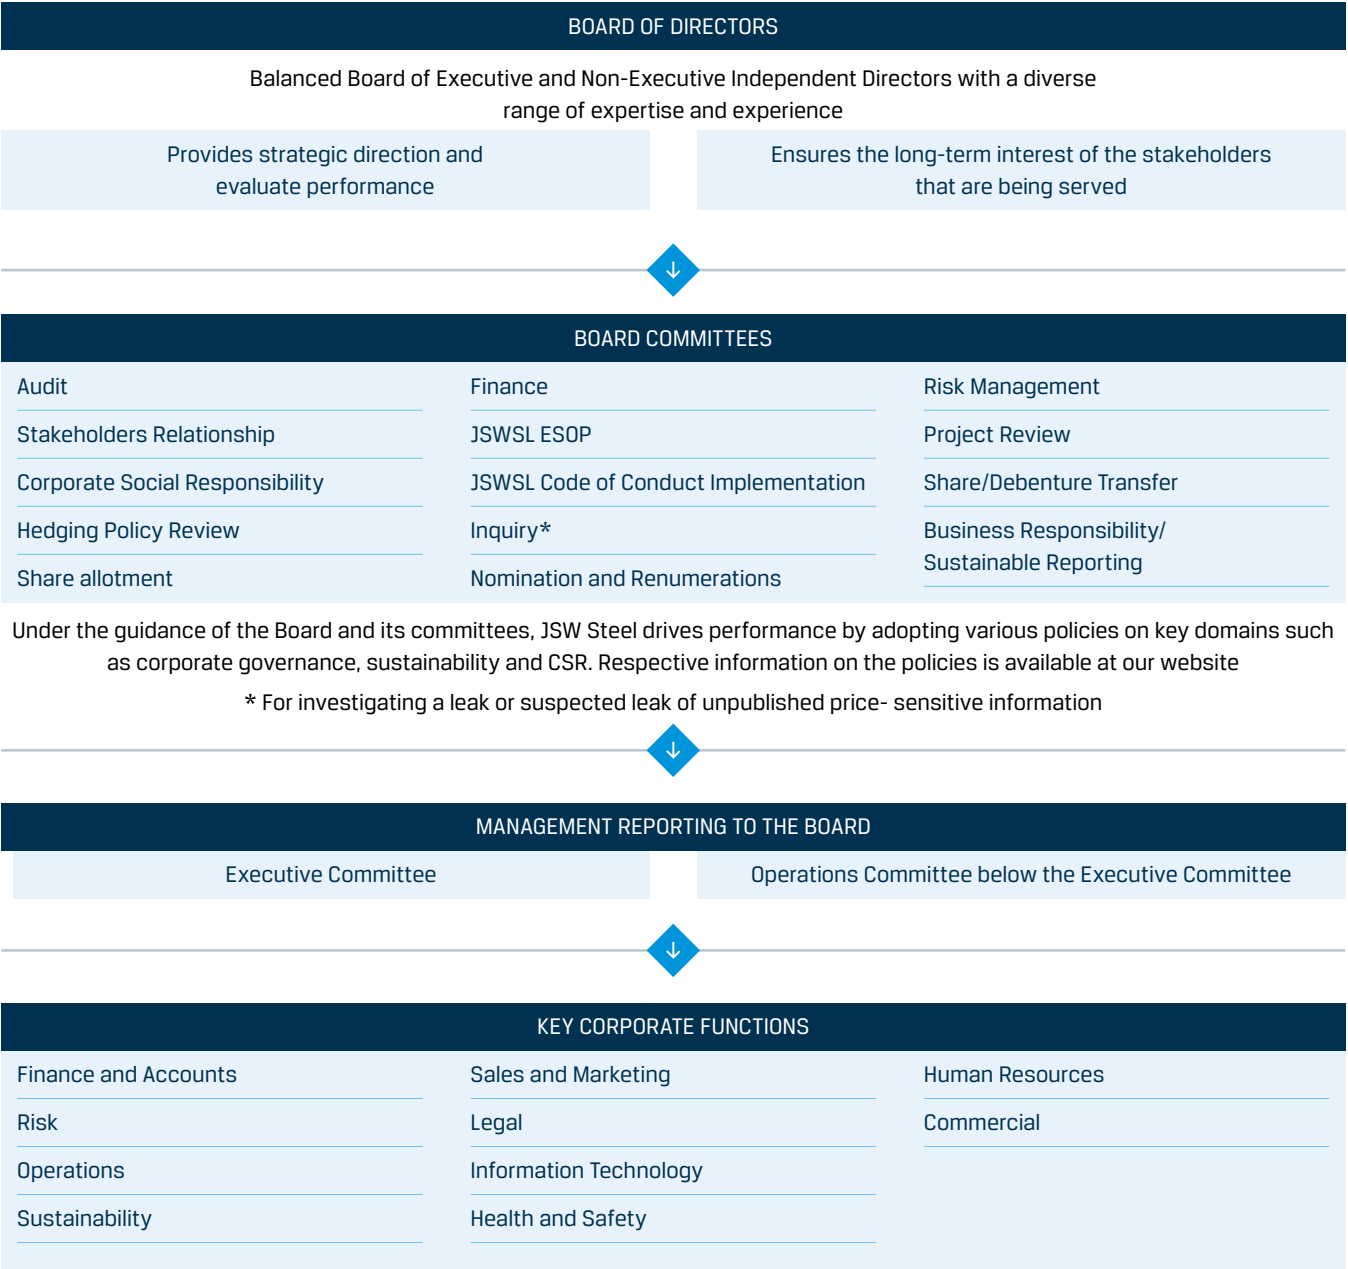 BOARD OF DIRECTORS
Balanced Board of Executive and Non-Executive Independent Directors with a diverse
range of expertise and experience
Provides strategic direction and
evaluate performance
Ensures the long-term interest of the stakeholders
that are being served
BOARD COMMITTEES
Audit
Stakeholders Relationship
Corporate Social Responsibility
Hedging Policy Review
Share allotment
Finance
JSWSL ESOP
JSWSL Code of Conduct Implementation
Inquiry*
Nomination and Renumerations
Risk Management
Project Review
Share/Debenture Transfer
Business Responsibility/
Sustainable Reporting
Under the guidance of the Board and its committees, JSW Steel drives performance by adopting various policies on key domains such
as corporate governance, sustainability and CSR. Respective information on the policies is available at our website
* For investigating a leak or suspected leak of unpublished price- sensitive information
MANAGEMENT REPORTING TO THE BOARD
Executive Committee
Operations Committee below the Executive Committee
KEY CORPORATE FUNCTIONS
Finance and Accounts
Risk
Operations
Sustainability
Sales and Marketing
Legal
Information Technology
Health and Safety
Human Resources
Commercial